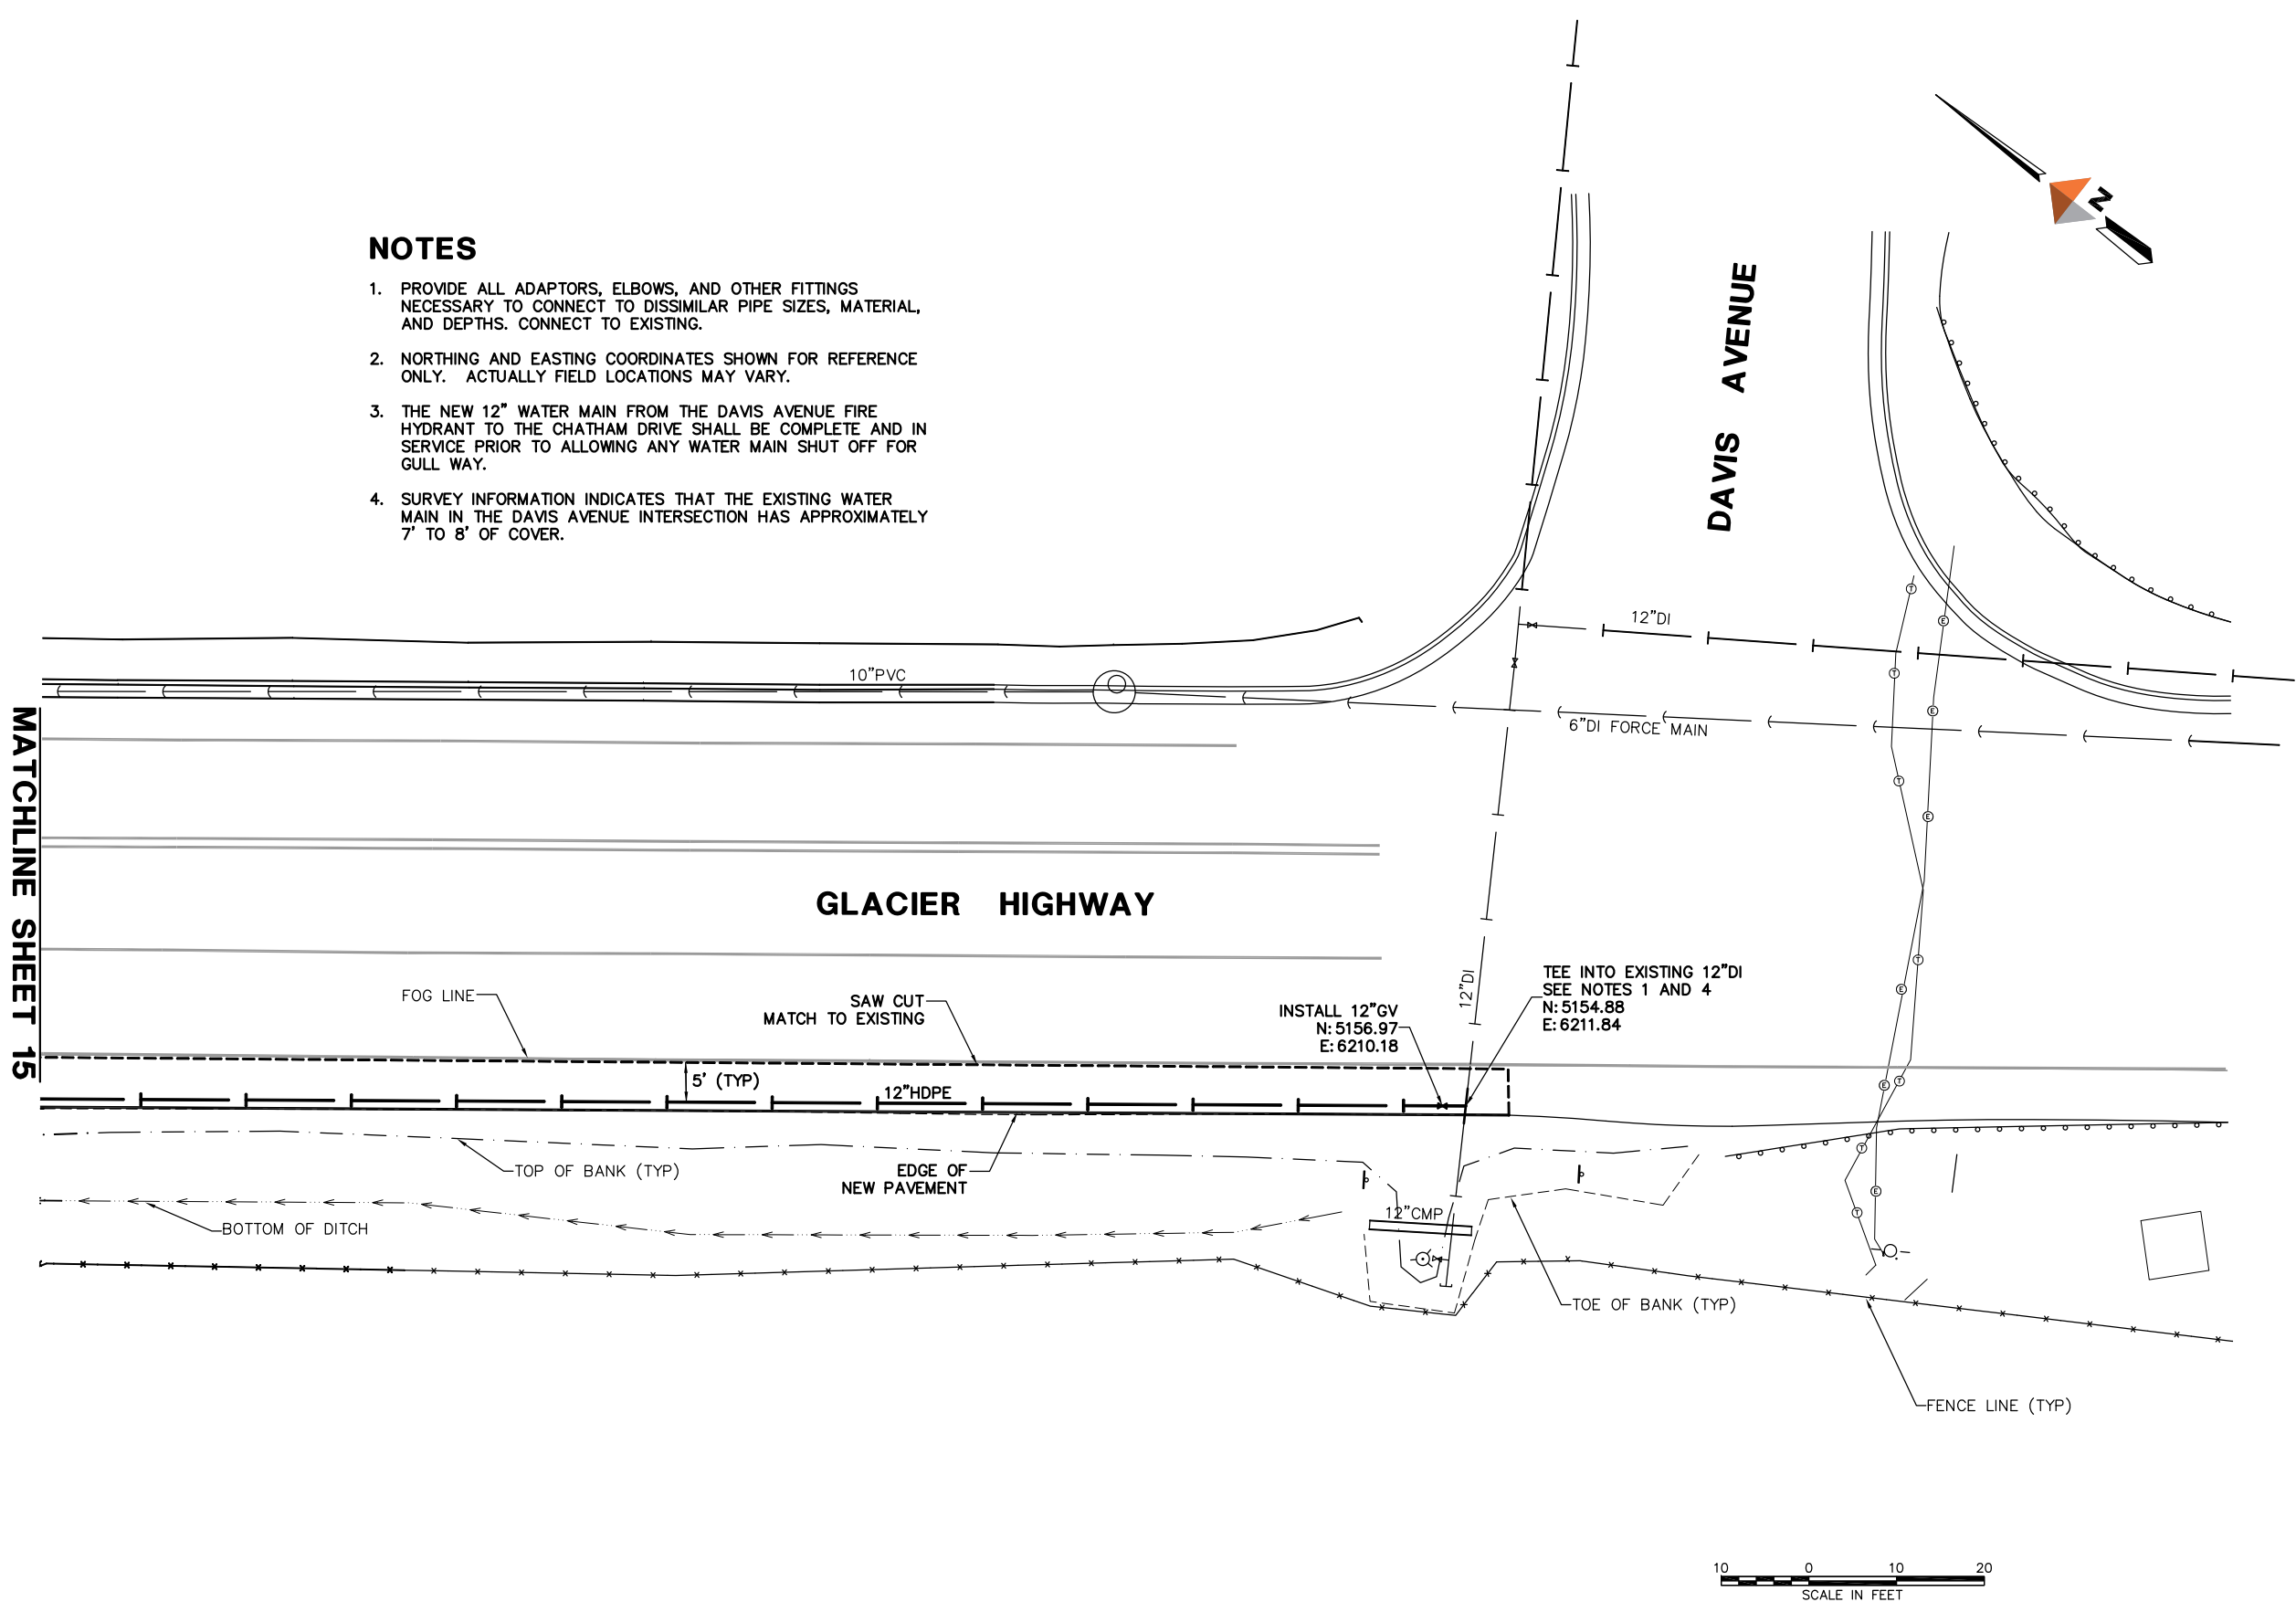 NOTES
1. PROVIDE ALL ADAPTORS, ELBOWS, AND OTHER FITTINGS
NECESSARY TO CONNECT TO DISSIMILAR PIPE SIZES, MATERIAL,
AND DEPTHS. CONNECT TO EXISTING.
2. NORTHING AND EASTING COORDINATES SHOWN FOR REFERENCE
ONLY. ACTUALLY FIELD LOCATIONS MAY VARY.
3. THE NEW 12" WATER MAIN FROM THE DAVIS AVENUE FIRE
HYDRANT TO THE CHATHAM DRIVE SHALL BE COMPLETE AND IN
SERVICE PRIOR TO ALLOWING ANY WATER MAIN SHUT OFF FOR
GULL WAY.
4. SURVEY INFORMATION INDICATES THAT THE EXISTING WATER
MAIN IN THE DAVIS AVENUE INTERSECTION HAS APPROXIMATELY
7' TO 8' OF COVER.
N
DAVIS AVENUE
12"DI
10"PVC
6"DI FORCE MAIN
T
E
T
E
T
E
MATCHLINE SHEET 15
GLACIER HIGHWAY
12"DI
T
E
TEE INTO EXISTING 12"DI
SEE NOTES 1 AND 4
N: 5154.88
E: 6211.84
INSTALL 12"GV
N: 5156.97
E: 6210.18
FOG LINE
SAW CUT
MATCH TO EXISTING
5' (TYP)
12"HDPE
E
T
T
E
T
TOP OF BANK (TYP)
EDGE OF
NEW PAVEMENT
12"CMP
BOTTOM OF DITCH
TOE OF BANK (TYP)
FENCE LINE (TYP)
10 0 10 20
SCALE IN FEET